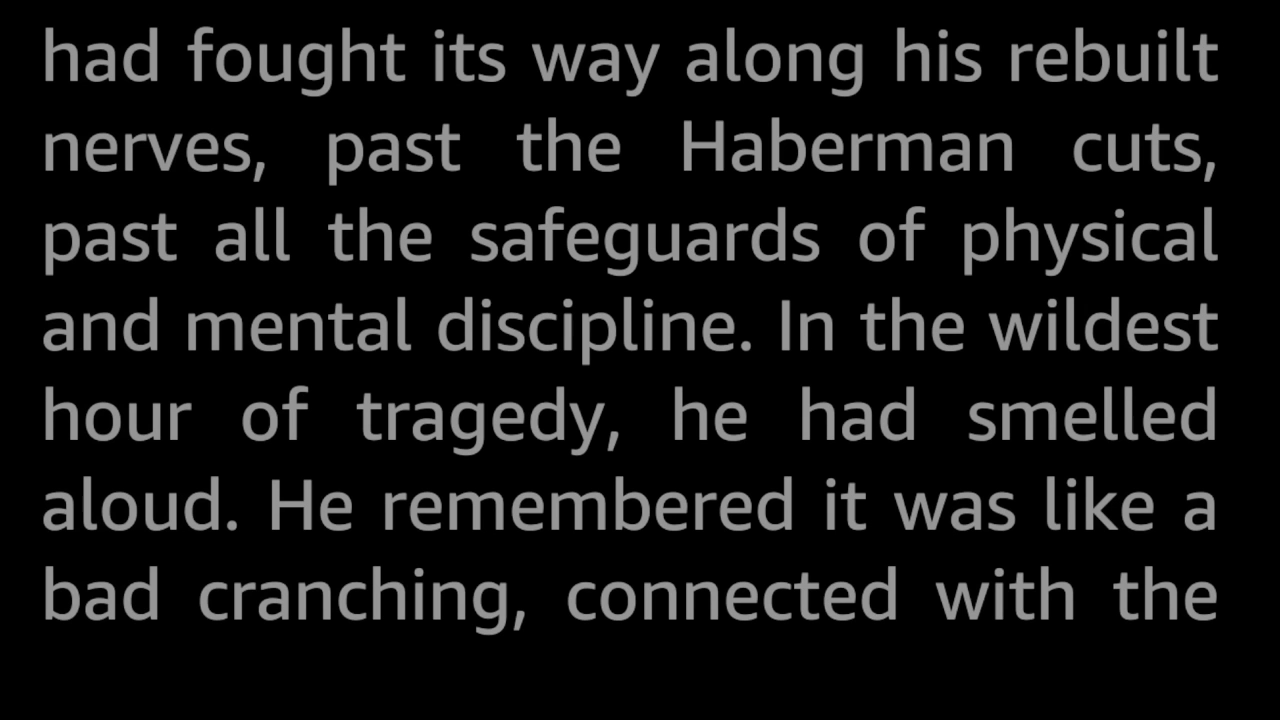 had fought its way along his rebuilt
nerves, past the Haberman cuts,
past all the safeguards of physical
and mental discipline. In the wildest
hour of tragedy, he had smelled
aloud. He remembered it was like a
bad cranching, connected with the